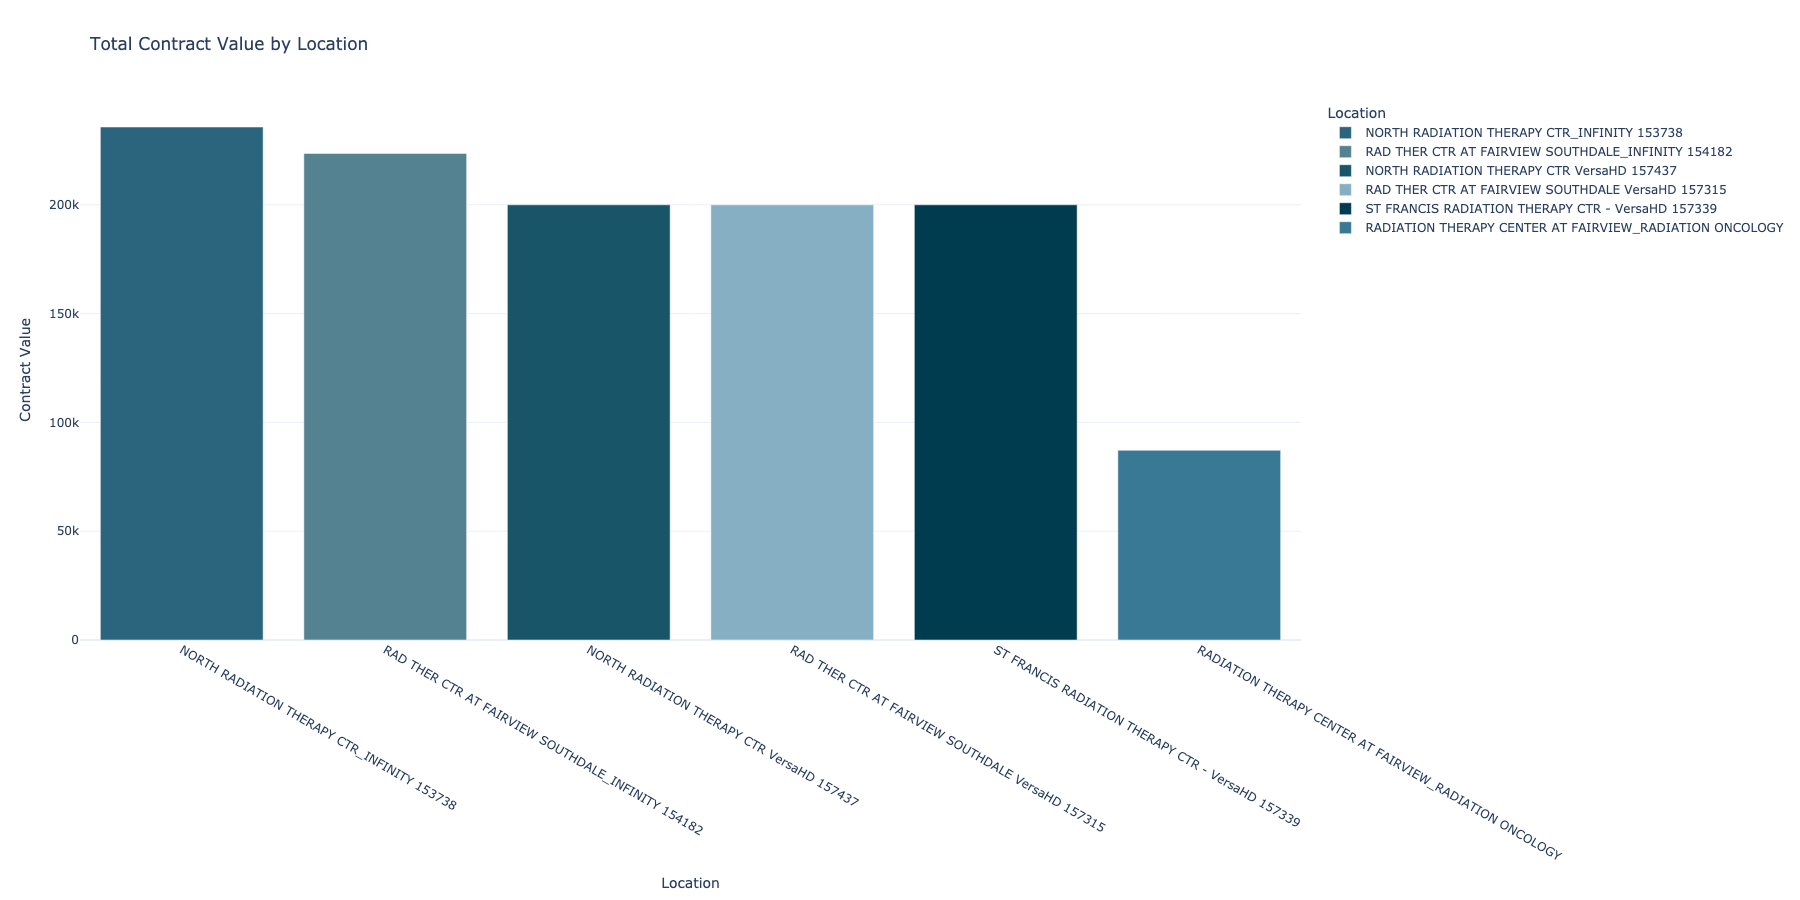 Total Contract Value by Location
Location
NORTH RADIATION THERAPY CTR_INFINITY 153738
RAD THER CTR AT FAIRVIEW SOUTHDALE_INFINITY 154182
NORTH RADIATION THERAPY CTR VersaHD 157437
RAD THER CTR AT FAIRVIEW SOUTHDALE VersaHD 157315
ST FRANCIS RADIATION THERAPY CTR - VersaHD 157339
RADIATION THERAPY CENTER AT FAIRVIEW_RADIATION ONCOLOGY
Contract Value
200k
150k
100k
50k
0
NORTH RADIATION THERAPY CTR_INFINITY 153738
RAD THER CTR AT FAIRVIEW SOUTHDALE_INFINITY 154182
NORTH RADIATION THERAPY CTR VersaHD 157437
RAD THER CTR AT FAIRVIEW SOUTHDALE VersaHD 157315
ST FRANCIS RADIATION THERAPY CTR - VersaHD 157339
RADIATION THERAPY CENTER AT FAIRVIEW_RADIATION ONCOLOGY
Location